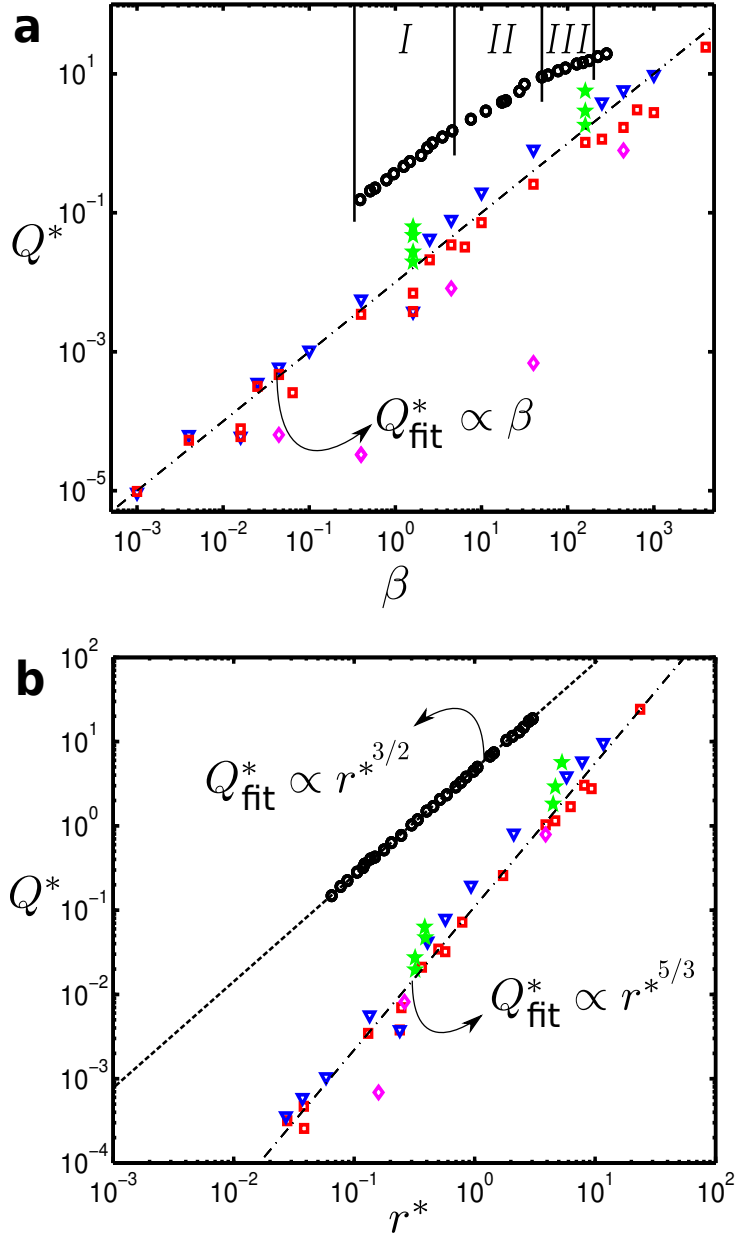 a
I II III
10^1
10^-1
Q*
10^-3
Q*_fit ∝ β
10^-5
10^-3 10^-2 10^-1 10^0 10^1 10^2 10^3
β
b
10^2
10^1
Q*_fit ∝ r*^3/2
10^0
Q*
10^-1
10^-2
Q*_fit ∝ r*^5/3
10^-3
10^-4
10^-3 10^-2 10^-1 10^0 10^1 10^2
r*